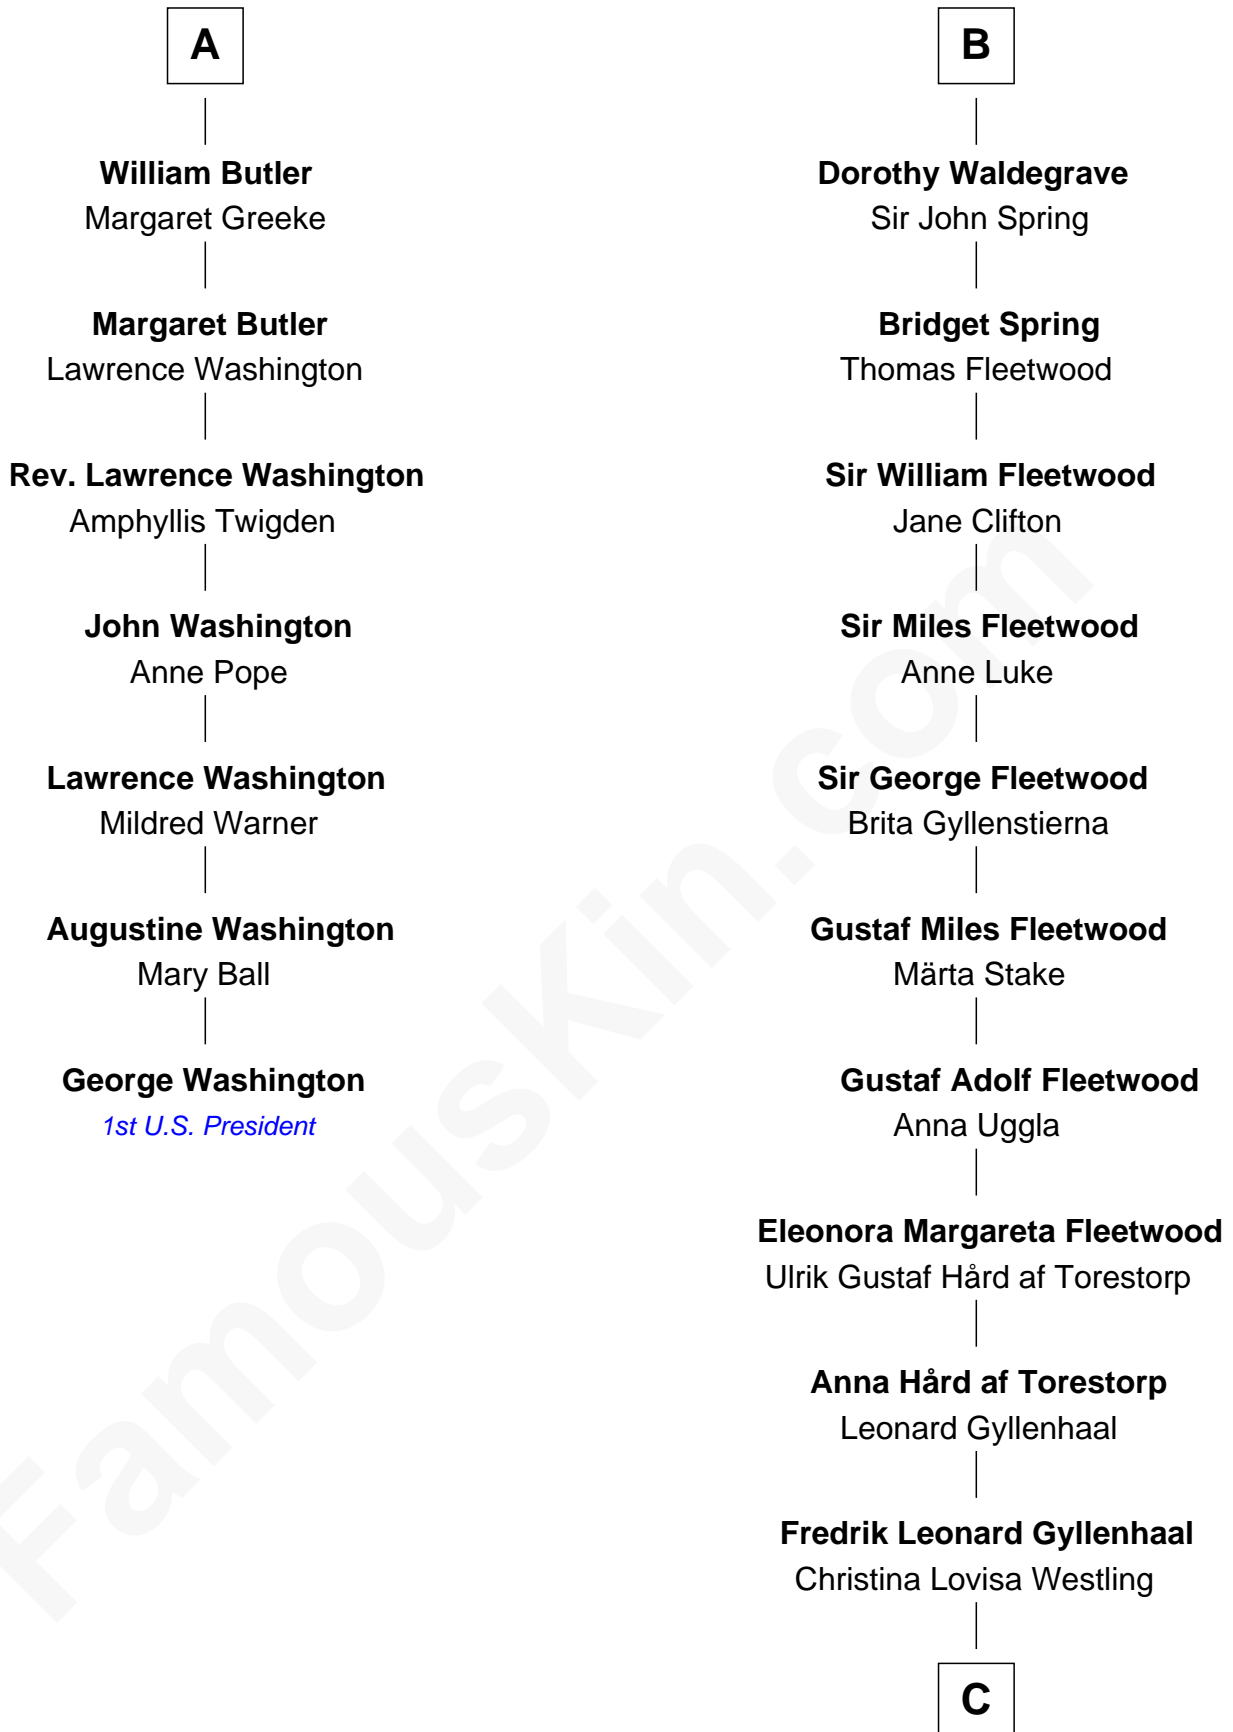 A
William Butler
Margaret Greeke
Margaret Butler
Lawrence Washington
Rev. Lawrence Washington
Amphyllis Twigden
John Washington
Anne Pope
Lawrence Washington
Mildred Warner
Augustine Washington
Mary Ball
George Washington
1st U.S. President
B
Dorothy Waldegrave
Sir John Spring
Bridget Spring
Thomas Fleetwood
Sir William Fleetwood
Jane Clifton
Sir Miles Fleetwood
Anne Luke
Sir George Fleetwood
Brita Gyllenstierna
Gustaf Miles Fleetwood
Märta Stake
Gustaf Adolf Fleetwood
Anna Uggla
Eleonora Margareta Fleetwood
Ulrik Gustaf Hård af Torestorp
Anna Hård af Torestorp
Leonard Gyllenhaal
Fredrik Leonard Gyllenhaal
Christina Lovisa Westling
C
FamousKin.com